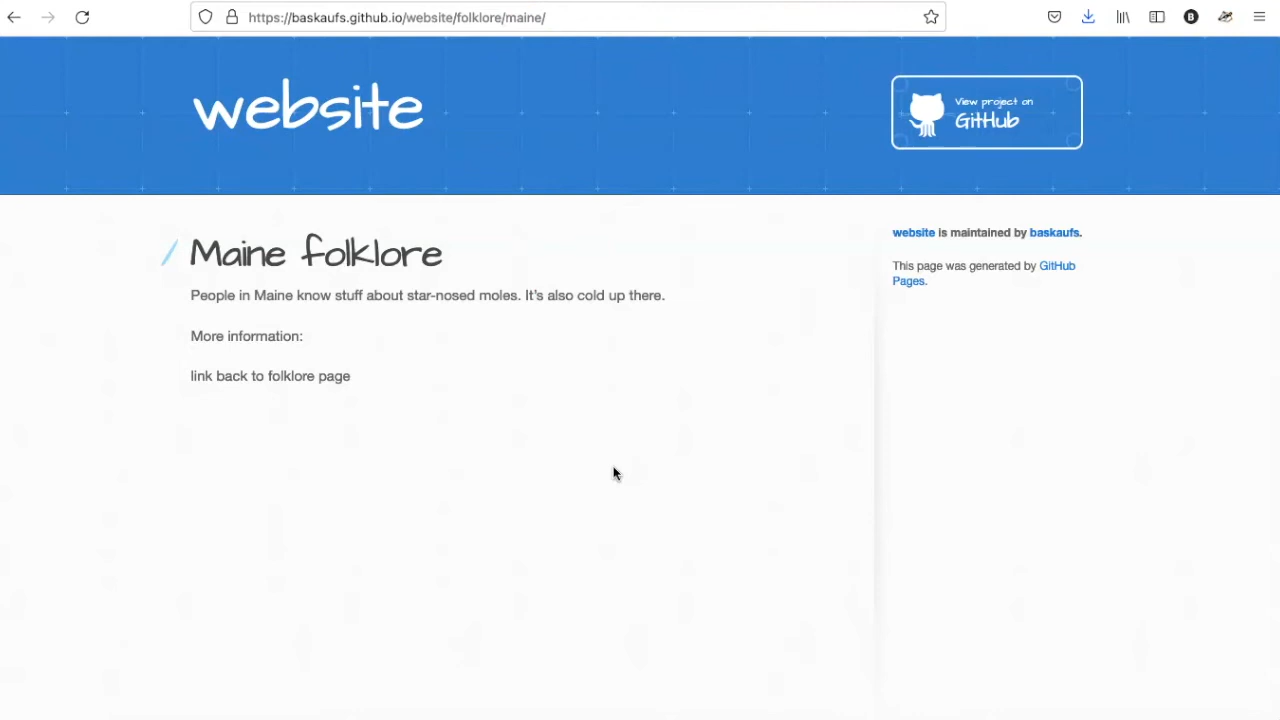 https://baskaufs.github.io/website/folklore/maine/
B
website
View project on
GitHub
Maine folklore
website is maintained by baskaufs.
People in Maine know stuff about star-nosed moles. It's also cold up there.
This page was generated by GitHub
Pages.
More information:
link back to folklore page